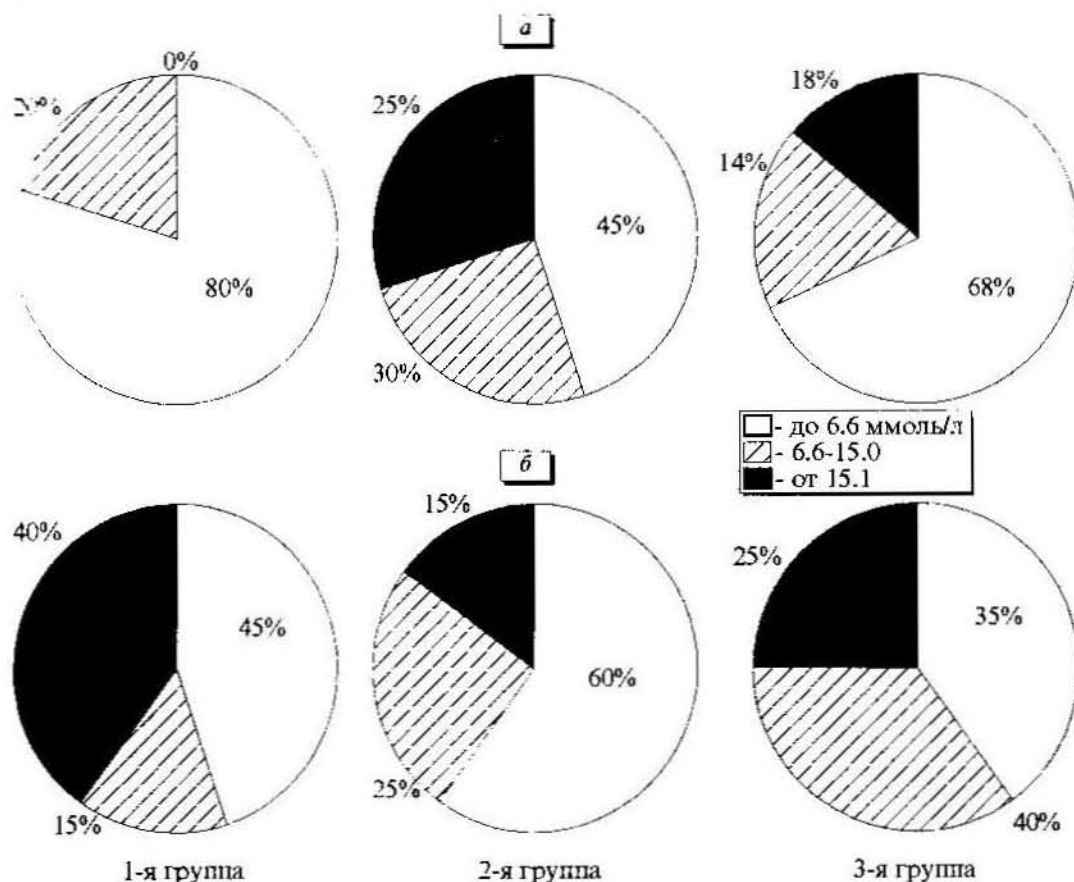 а
0%
25%
18%
14%
45%
80%
68%
30%
- до 6.6 ммоль/л
- 6.6-15.0
- от 15.1
б
15%
40%
25%
45%
35%
60%
25%
15%
40%
1-я группа
2-я группа
3-я группа